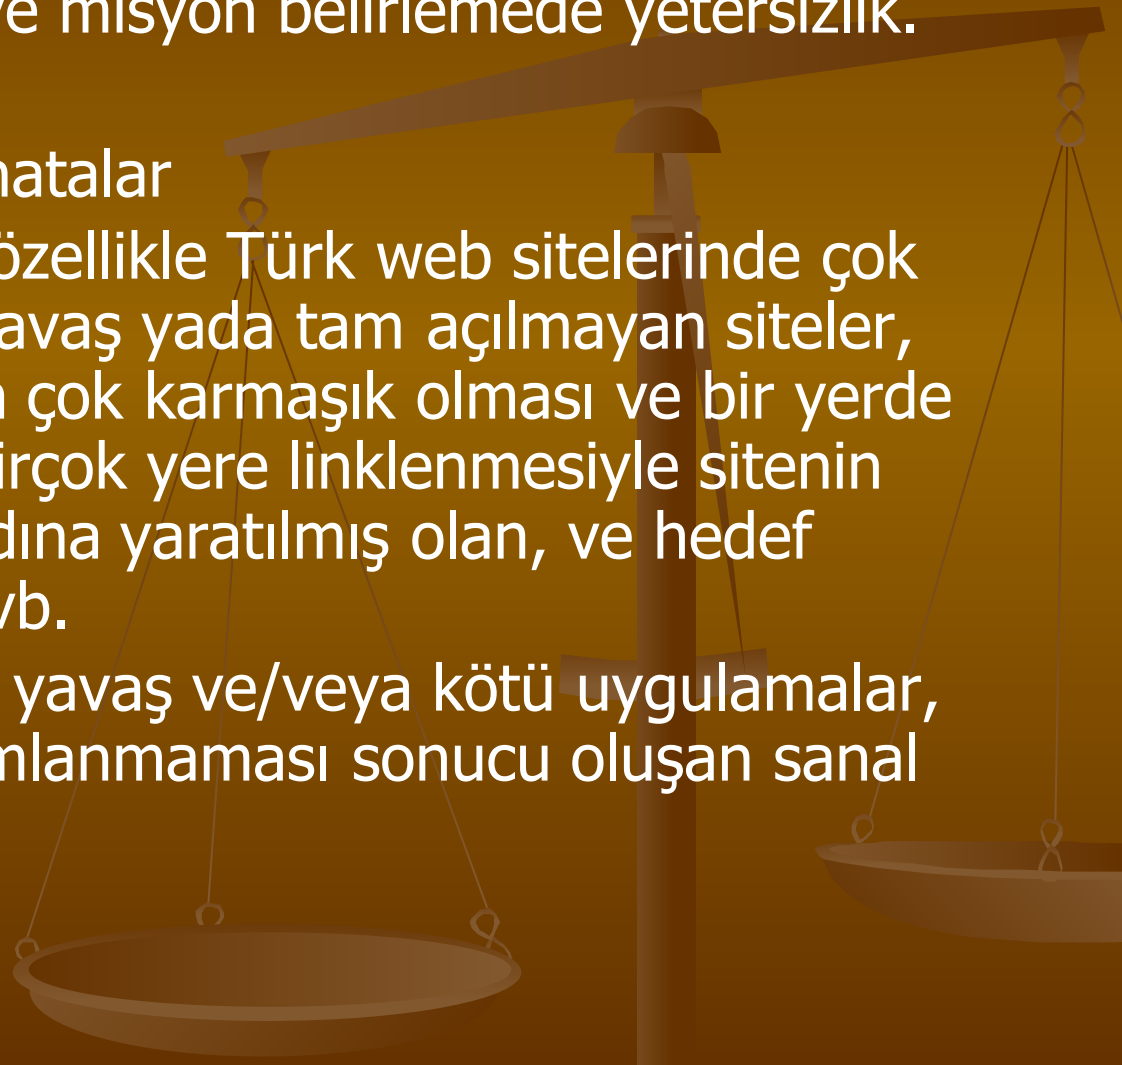 ve misyon belirlemede yetersizlik.
hatalar
özellikle Türk web sitelerinde çok
avaş yada tam açılmayan siteler,
çok karmaşık olması ve bir yerde
irçok yere linklenmesiyle sitenin
dına yaratılmış olan, ve hedef
vb.
yavaş ve/veya kötü uygulamalar,
mlanmaması sonucu oluşan sanal